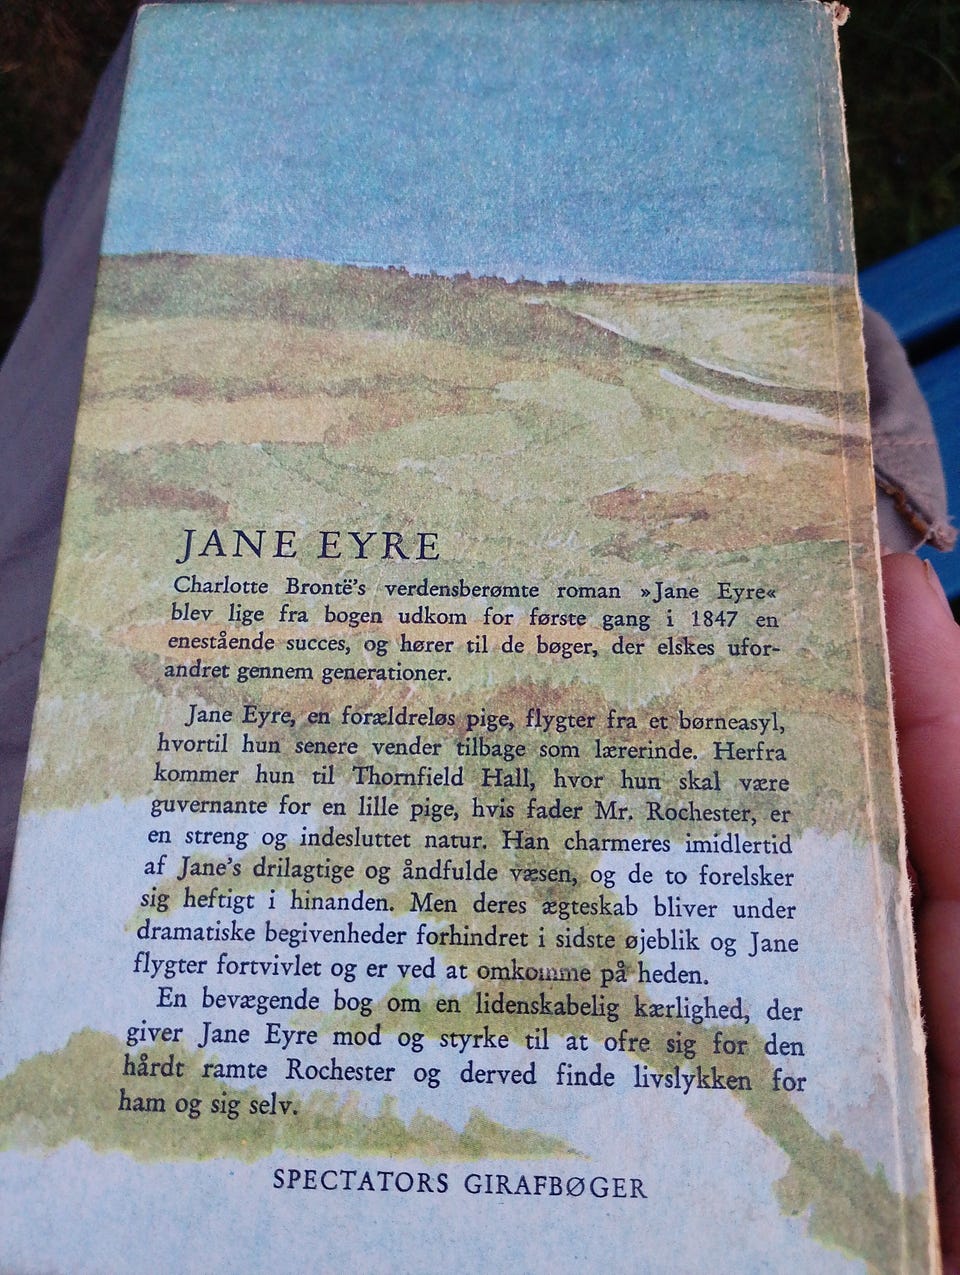 JANE EYRE
Charlotte Brontë's verdensberømte roman »Jane Eyre«
blev lige fra bogen udkom for første gang i 1847 en
enestående succes, og hører til de bøger, der elskes ufor-
andret gennem generationer.
Jane Eyre, en forældreløs pige, flygter fra et børneasyl,
hvortil hun senere vender tilbage som lærerinde. Herfra
kommer hun til Thornfield Hall, hvor hun skal være
guvernante for en lille pige, hvis fader Mr. Rochester, er
en streng og indesluttet natur. Han charmeres imidlertid
af Jane's drilagtige og åndfulde væsen, og de to forelsker
sig heftigt i hinanden. Men deres ægteskab bliver under
dramatiske begivenheder forhindret i sidste øjeblik og Jane
flygter fortvivlet og er ved at omkomme på heden.
En bevægende bog om en lidenskabelig kærlighed, der
giver Jane Eyre mod og styrke til at ofre sig for den
hårdt ramte Rochester og derved finde livslykken for
ham og sig selv.
SPECTATORS GIRAFBØGER